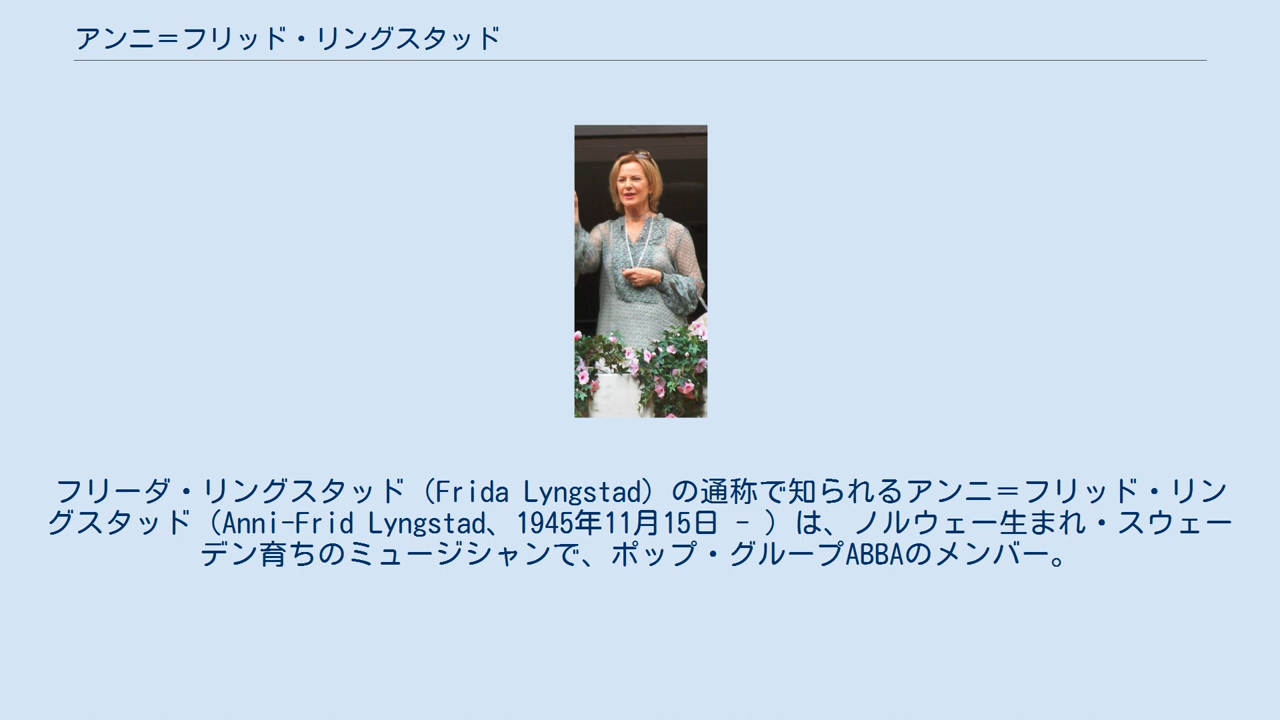 アンニ＝フリッド・リングスタッド
フリーダ・リングスタッド（Frida Lyngstad）の通称で知られるアンニ＝フリッド・リン
グスタッド（Anni-Frid Lyngstad、1945年11月15日 - ）は、ノルウェー生まれ・スウェー
デン育ちのミュージシャンで、ポップ・グループABBAのメンバー。